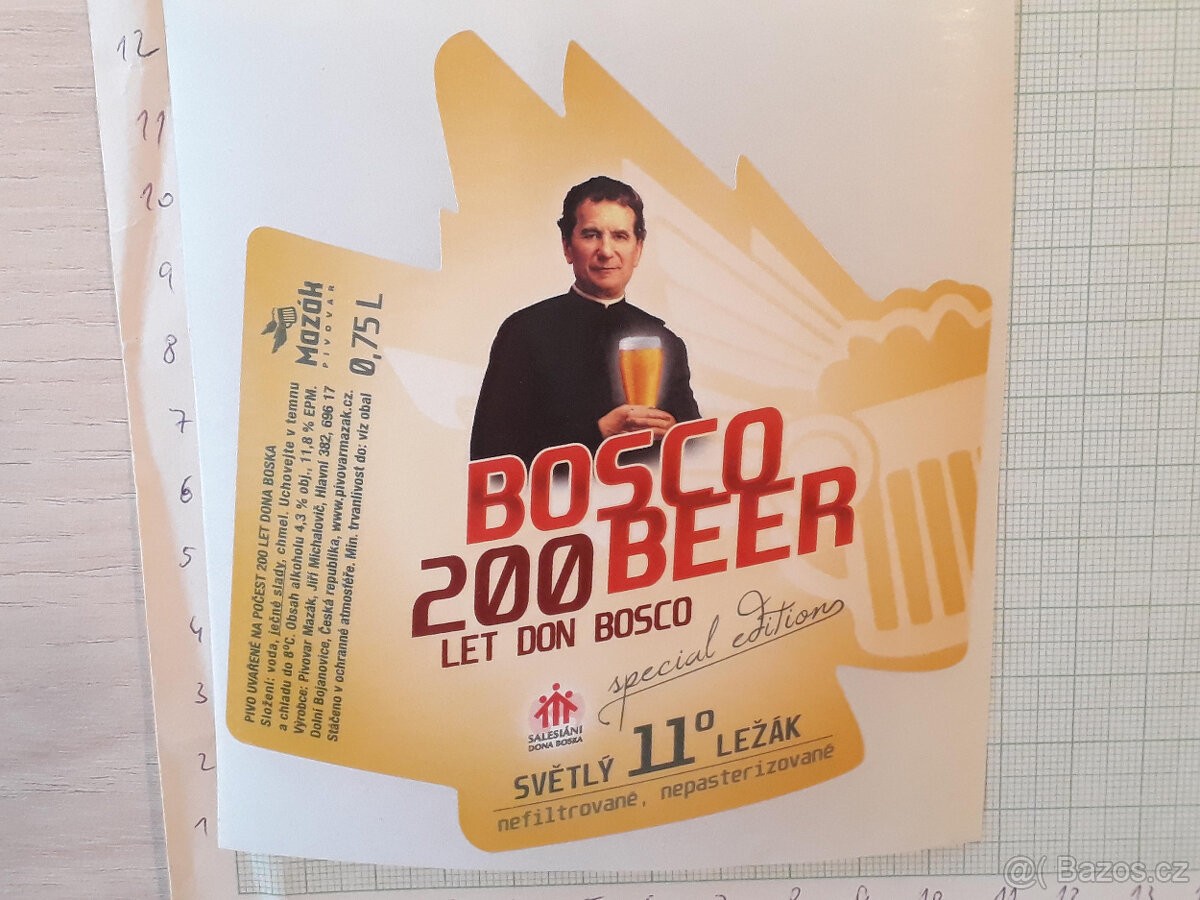 12
11
10
9
8
7
6
5
4
3
2
1
Mazák
PIVOVAR
0,75 L
PIVO UVAŘENÉ NA POČEST 200 LET DONA BOSKA
Složení: voda, ječné slady, chmel. Uchovejte v temnu
a chladu do 8°C. Obsah alkoholu 4,3 % obj., 11,8 % EPM.
Výrobce: Pivovar Mazák, Jiří Michalovič, Hlavní 382, 696 17
Dolní Bojanovice, Česká republika, www.pivovarmazak.cz.
Stáčeno v ochranné atmosféře. Min. trvanlivost do: viz obal
BOSCO
BEER
200
LET DON BOSCO
special edition
SALESIÁNI
DONA BOSKA
SVĚTLÝ 11° LEŽÁK
nefiltrované, nepasterizované
@( Bazos.cz